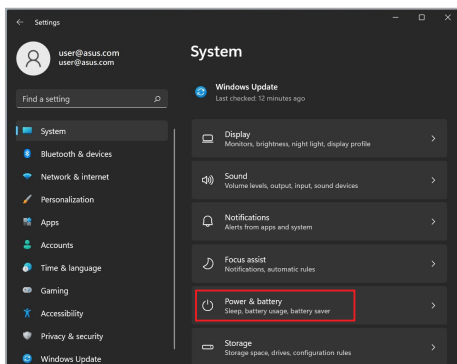 Settings
user@asus.com
user@asus.com
Find a setting
System
Bluetooth & devices
Network & internet
Personalization
Apps
Accounts
Time & language
Gaming
Accessibility
Privacy & security
Windows Update
System
Windows Update
Last checked: 12 minutes ago
Display
Monitors, brightness, night light, display profile
Sound
Volume levels, output, input, sound devices
Notifications
Alerts from apps and system
Focus assist
Notifications, automatic rules
Power & battery
Sleep, battery usage, battery saver
Storage
Storage space, drives, configuration rules